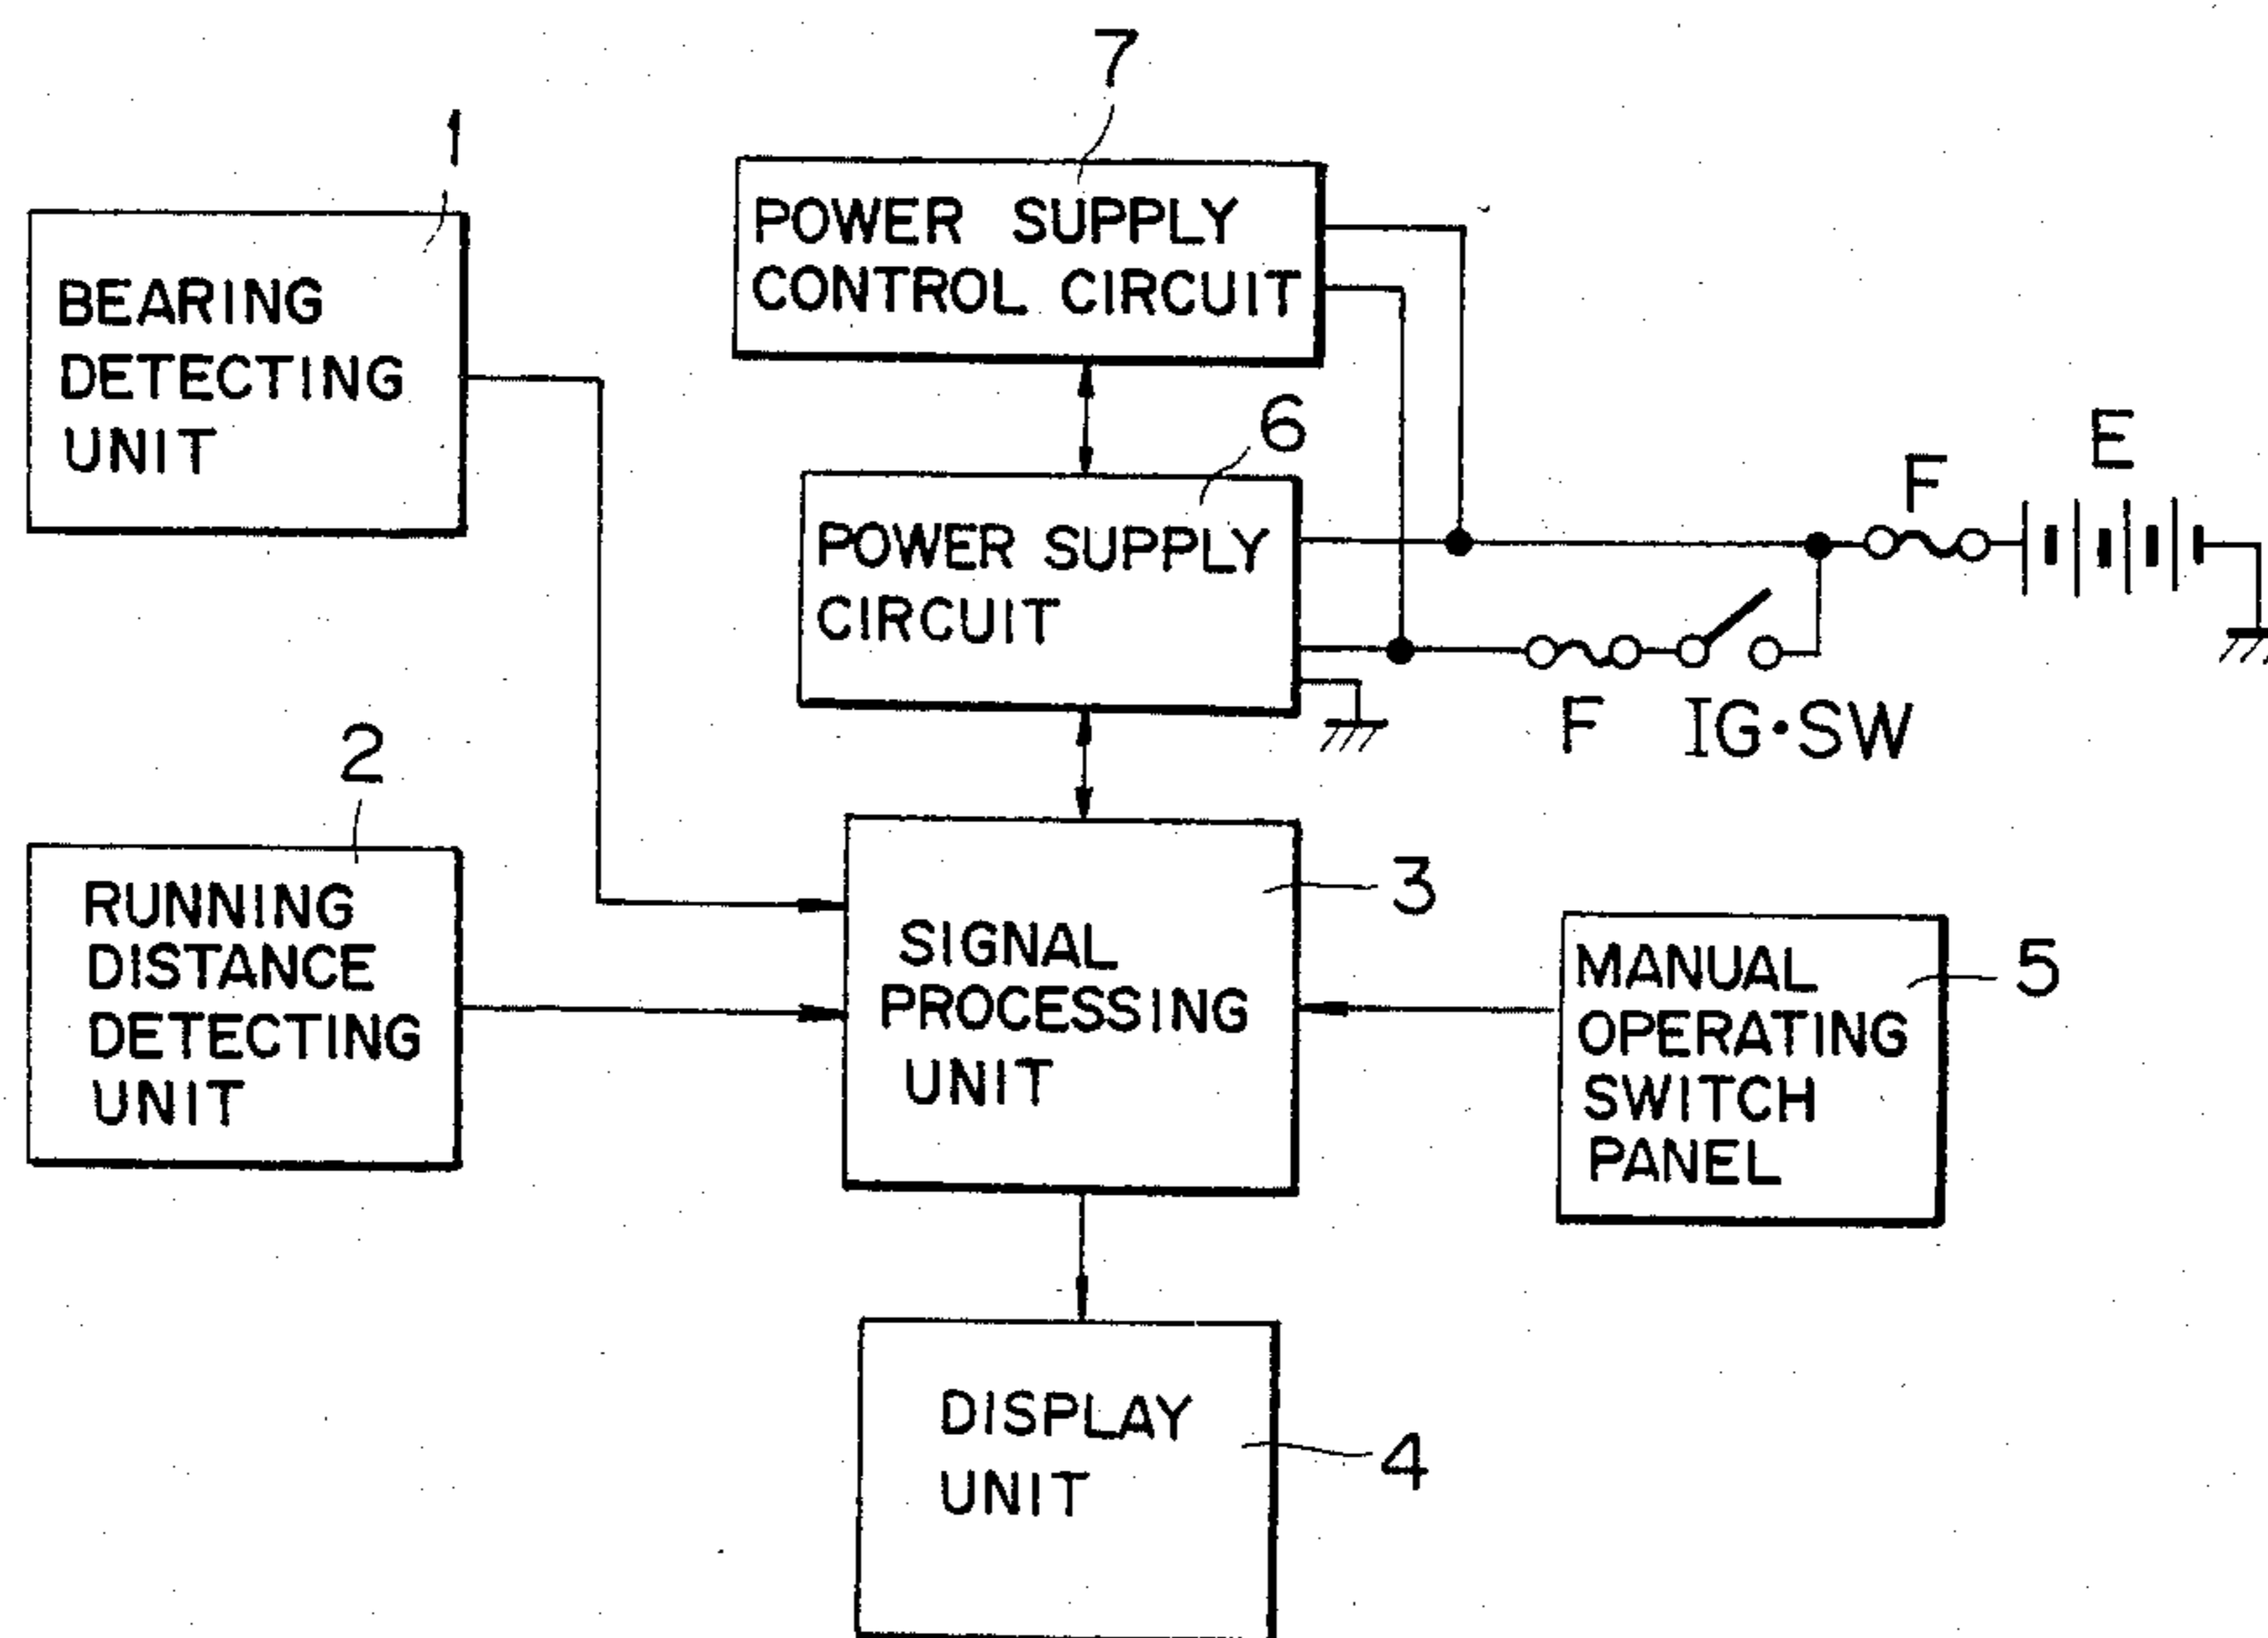 7
1
POWER SUPPLY
CONTROL CIRCUIT
BEARING
DETECTING
UNIT
6
E
F
POWER SUPPLY
CIRCUIT
F IG·SW
2
3
RUNNING
DISTANCE
DETECTING
UNIT
SIGNAL
PROCESSING
UNIT
5
MANUAL
OPERATING
SWITCH
PANEL
DISPLAY
UNIT
4